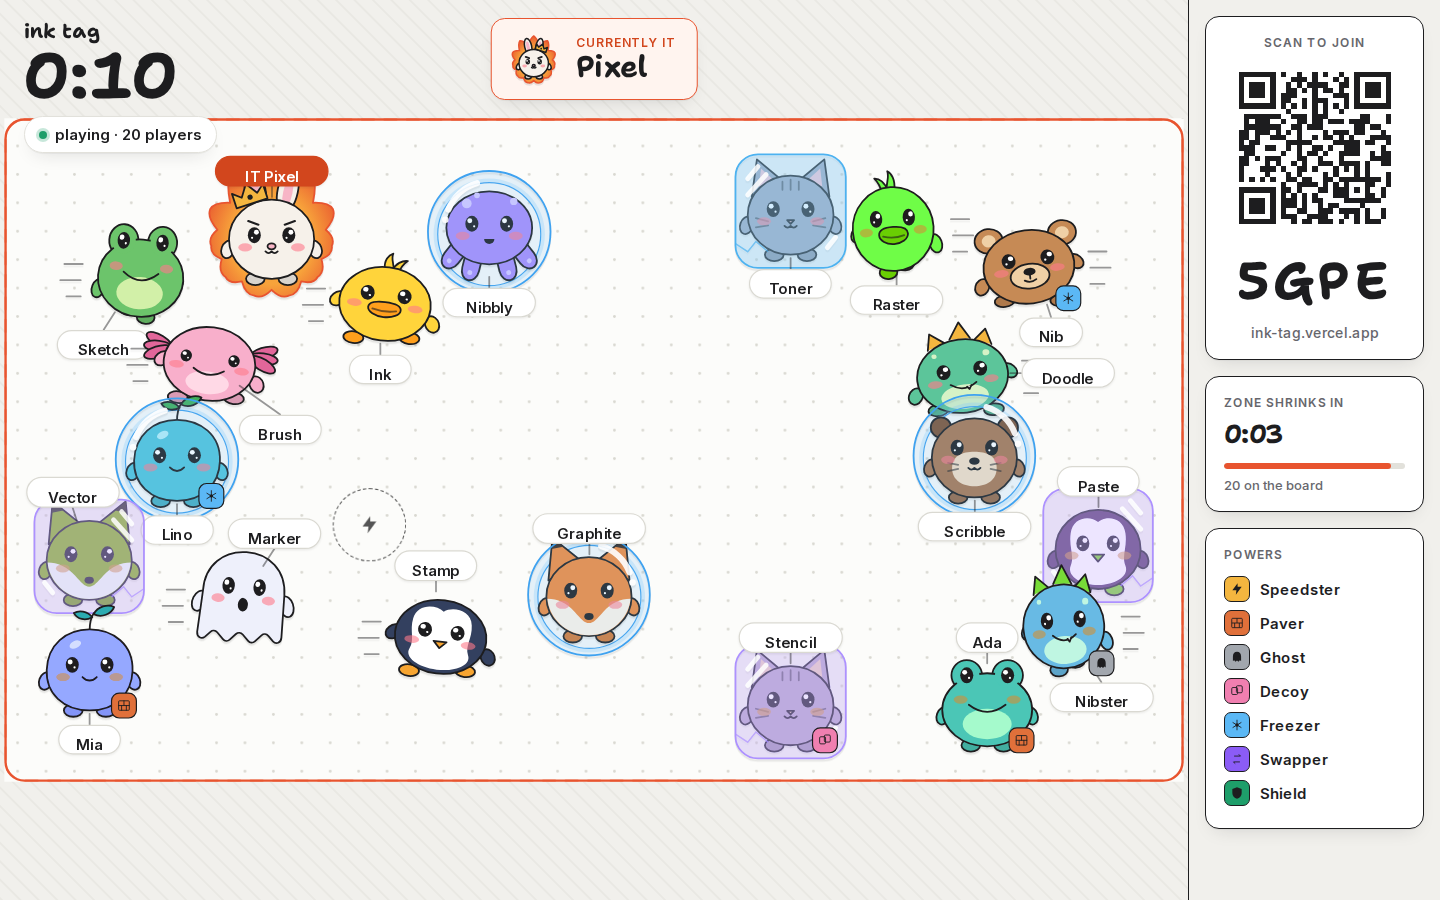 ink tag
0:10
CURRENTLY IT
Pixel
playing · 20 players
IT Pixel
Nibbly
Toner
Raster
Nib
Sketch
Ink
Doodle
Brush
Vector
Lino
Marker
Graphite
Scribble
Paste
Stamp
Stencil
Ada
Nibster
Mia
SCAN TO JOIN
5GPE
ink-tag.vercel.app
ZONE SHRINKS IN
0:03
20 on the board
POWERS
Speedster
Paver
Ghost
Decoy
Freezer
Swapper
Shield